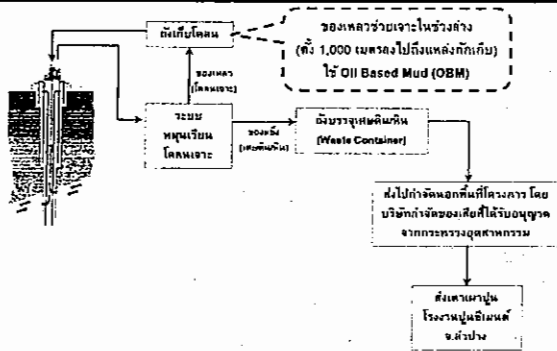 ถังเก็บโคลน
ของเหลวช่วยเจาะในช่วงล่าง
(ตั้ง 1,000 เมตรลงไปถึงแหล่งกักเก็บ)
ใช้ Oil Based Mud (OBM)
ของเหลว
(โคลนเจาะ)
ระบบ
หมุนเวียน
โคลนเจาะ
ของแข็ง
(เศษดินหิน)
ถังบรรจุเศษดินหิน
(Waste Container)
ส่งไปกำจัดนอกพื้นที่โครงการ โดย
บริษัทกำจัดของเสียที่ได้รับอนุญาต
จากกระทรวงอุตสาหกรรม
ส่งเตาเผาปูน
โรงงานปูนซีเมนต์
จ.ลำปาง